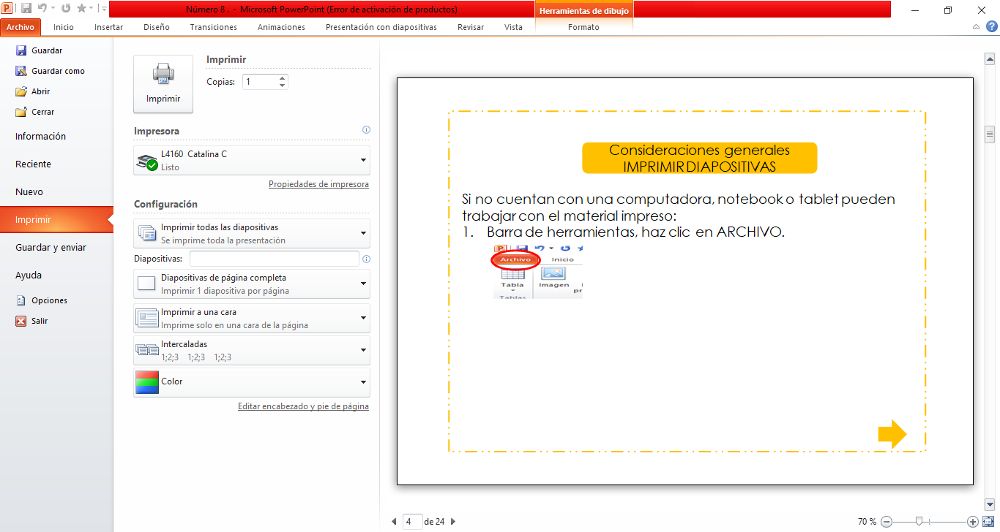 Número 8 . - Microsoft PowerPoint (Error de activación de productos)
Herramientas de dibujo
Archivo Inicio Insertar Diseño Transiciones Animaciones Presentación con diapositivas Revisar Vista Formato
Guardar
Guardar como
Abrir
Cerrar
Información
Reciente
Nuevo
Imprimir
Guardar y enviar
Ayuda
Opciones
Salir
Imprimir
Imprimir
Copias: 1
Impresora
L4160 Catalina C
Listo
Propiedades de impresora
Configuración
Imprimir todas las diapositivas
Se imprime toda la presentación
Diapositivas:
Diapositivas de página completa
Imprimir 1 diapositiva por página
Imprimir a una cara
Imprime solo en una cara de la página
Intercaladas
1;2;3 1;2;3 1;2;3
Color
Editar encabezado y pie de página
Consideraciones generales
IMPRIMIR DIAPOSITIVAS
Si no cuentan con una computadora, notebook o tablet pueden
trabajar con el material impreso:
1. Barra de herramientas, haz clic en ARCHIVO.
Archivo Inicio
Tabla Imagen
pr
Tablas
4 de 24
70 %